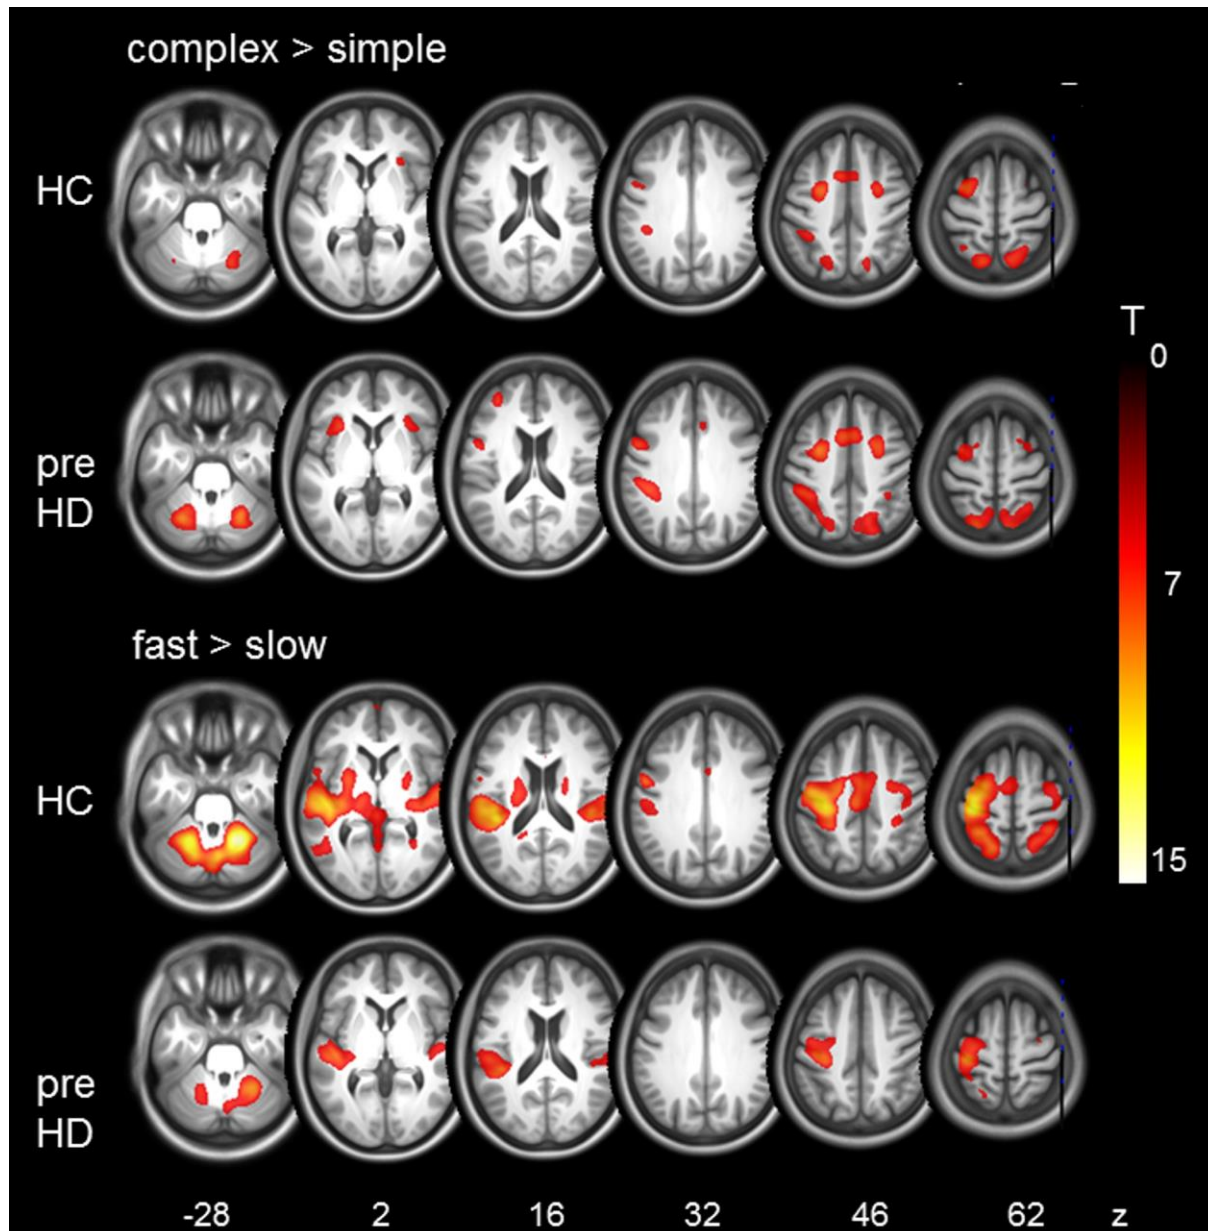 complex > simple
HC
T
0
pre
HD
7
fast > slow
HC
15
pre
HD
-28 2 16 32 46 62 z